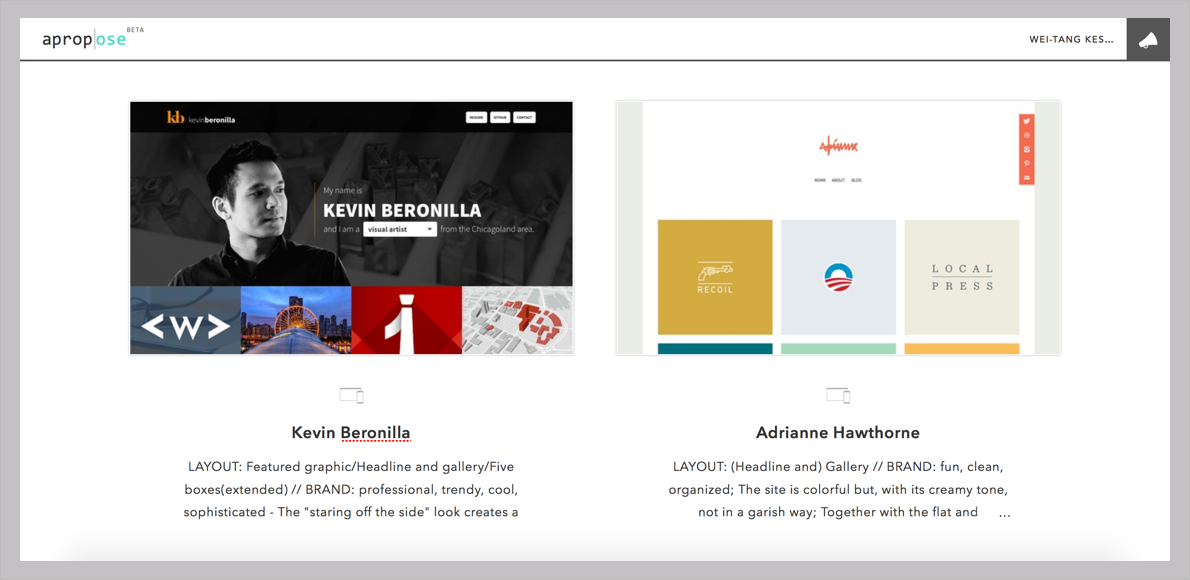 apropose BETA
WEI-TANG KES...
kb kevinberonilla
RESUME GITHUB CONTACT
My name is
KEVIN BERONILLA
and I am a visual artist from the Chicagoland area.
<W>
1
WORK ABOUT BLOG
RECOIL
LOCAL
PRESS
Kevin Beronilla
LAYOUT: Featured graphic/Headline and gallery/Five
boxes(extended) // BRAND: professional, trendy, cool,
sophisticated - The "staring off the side" look creates a
Adrianne Hawthorne
LAYOUT: (Headline and) Gallery // BRAND: fun, clean,
organized; The site is colorful but, with its creamy tone,
not in a garish way; Together with the flat and ...